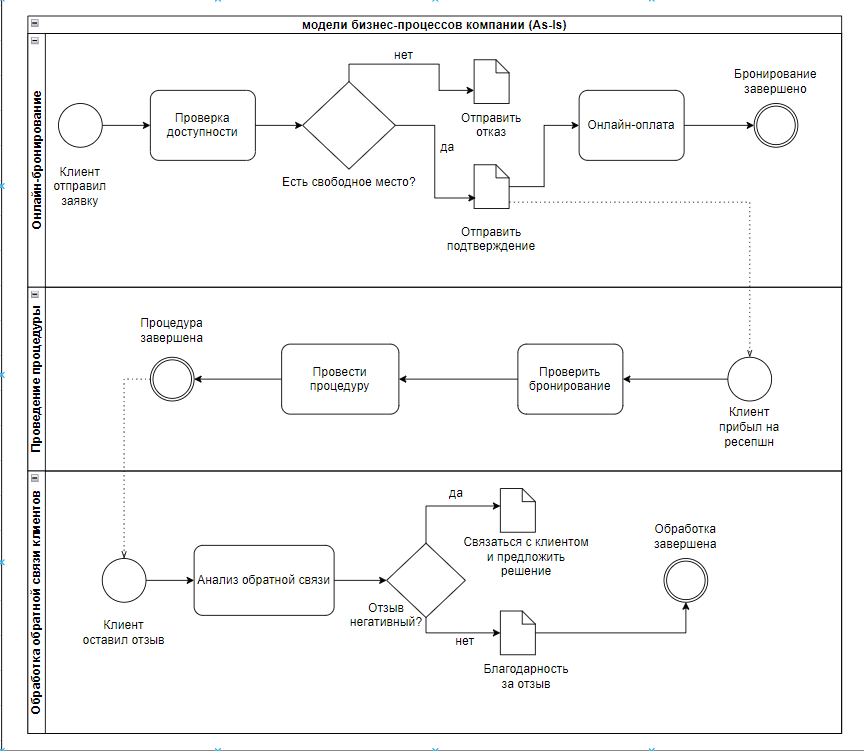 модели бизнес-процессов компании (As-Is)
Онлайн-бронирование
Клиент
отправил
заявку
Проверка
доступности
Есть свободное место?
нет
Отправить
отказ
да
Отправить
подтверждение
Онлайн-оплата
Бронирование
завершено
Проведение процедуры
Процедура
завершена
Провести
процедуру
Проверить
бронирование
Клиент
прибыл на
ресепшн
Обработка обратной связи клиентов
Клиент
оставил отзыв
Анализ обратной связи
Отзыв
негативный?
да
Связаться с клиентом
и предложить
решение
нет
Благодарность
за отзыв
Обработка
завершена